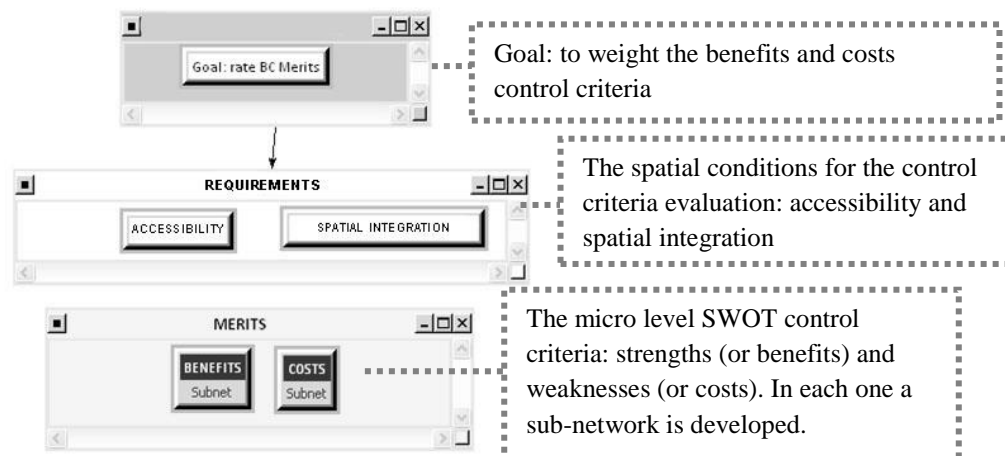 Goal: rate BC Merits
Goal: to weight the benefits and costs
control criteria
REQUIREMENTS
ACCESSIBILITY
SPATIAL INTEGRATION
The spatial conditions for the control
criteria evaluation: accessibility and
spatial integration
MERITS
BENEFITS
Subnet
COSTS
Subnet
The micro level SWOT control
criteria: strengths (or benefits) and
weaknesses (or costs). In each one a
sub-network is developed.